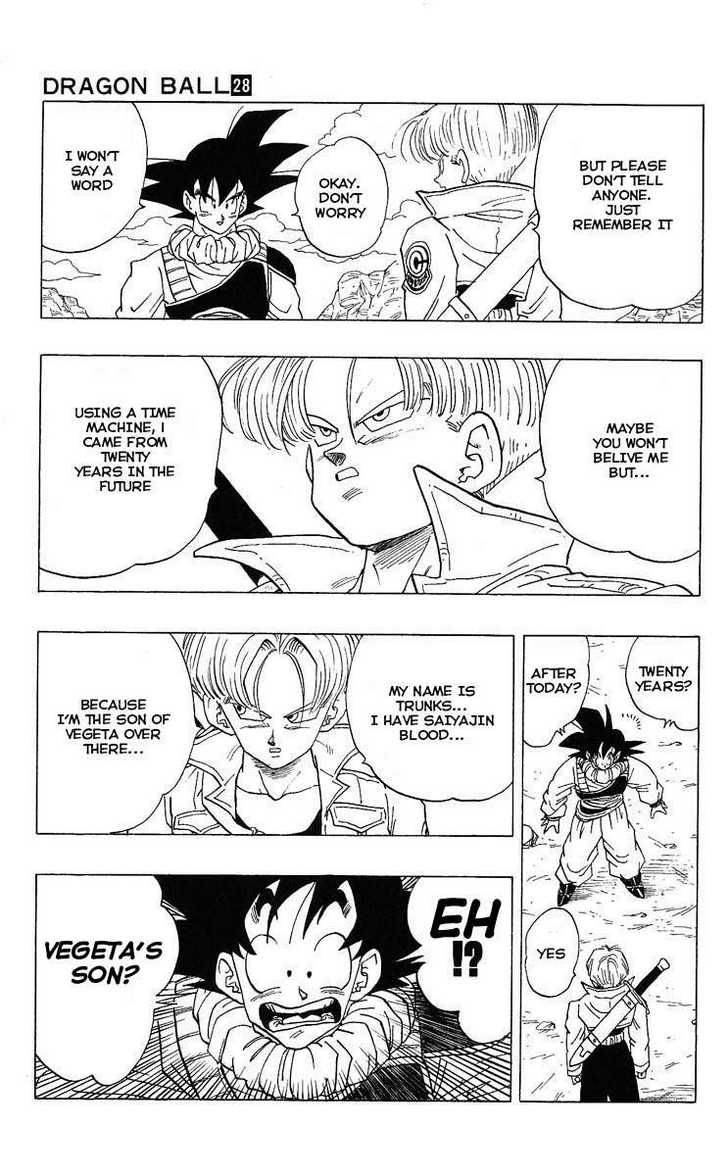 DRAGON BALL 28
BUT PLEASE
DON'T TELL
ANYONE.
JUST
REMEMBER IT
OKAY.
DON'T
WORRY
I WON'T
SAY A
WORD
MAYBE
YOU WON'T
BELIVE ME
BUT...
USING A TIME
MACHINE, I
CAME FROM
TWENTY
YEARS IN THE
FUTURE
TWENTY
YEARS?
AFTER
TODAY?
YES
MY NAME IS
TRUNKS...
I HAVE SAIYAJIN
BLOOD...
BECAUSE
I'M THE SON OF
VEGETA OVER
THERE...
EH
!?
VEGETA'S
SON?